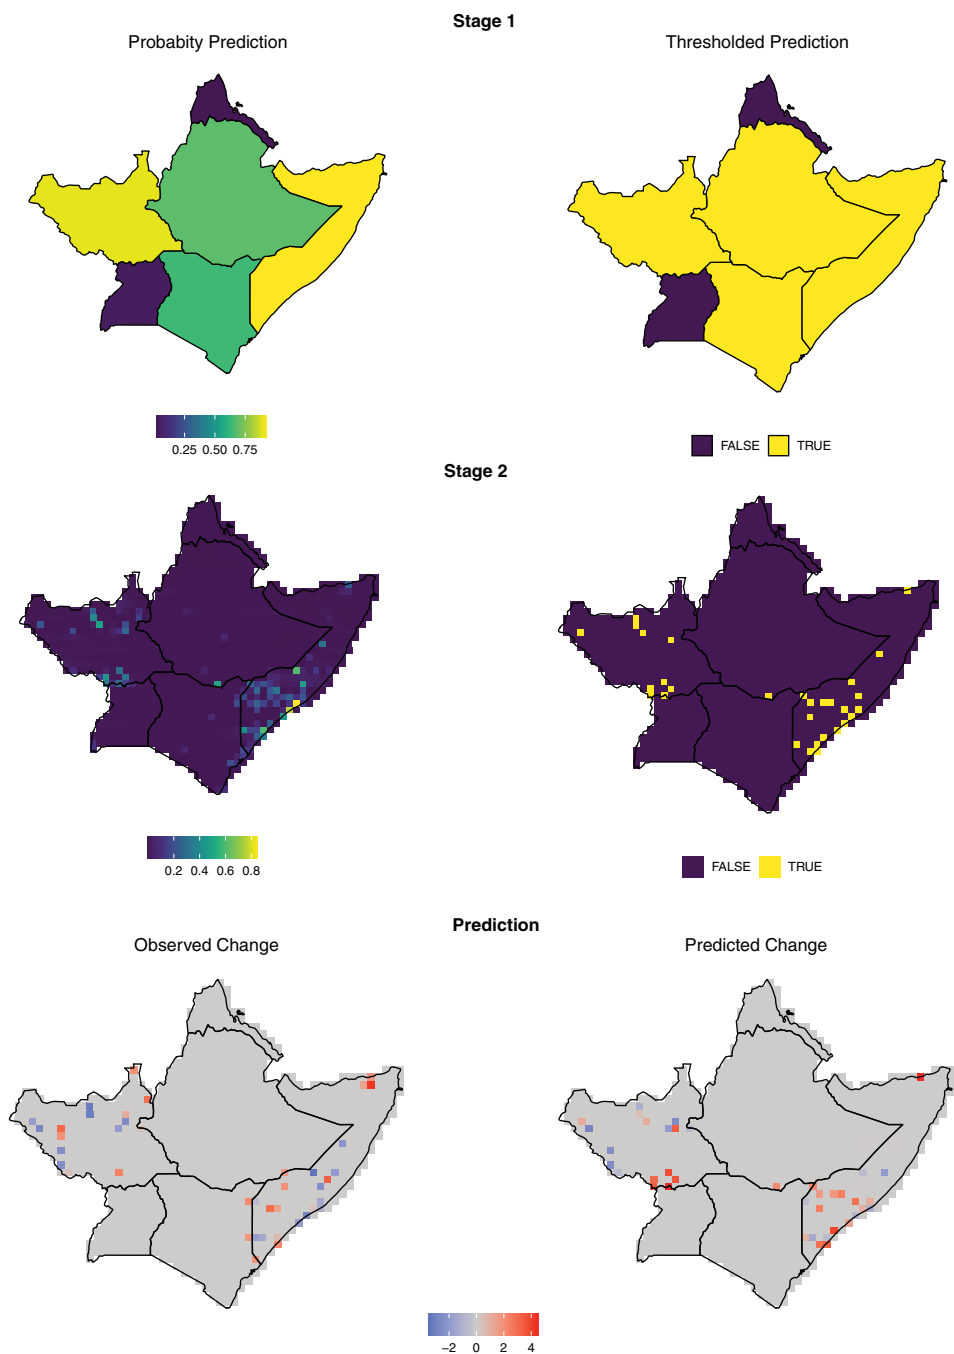 Stage 1
Probabity Prediction
Thresholded Prediction
0.25 0.50 0.75
FALSE TRUE
Stage 2
0.2 0.4 0.6 0.8
FALSE TRUE
Prediction
Observed Change
Predicted Change
−2 0 2 4